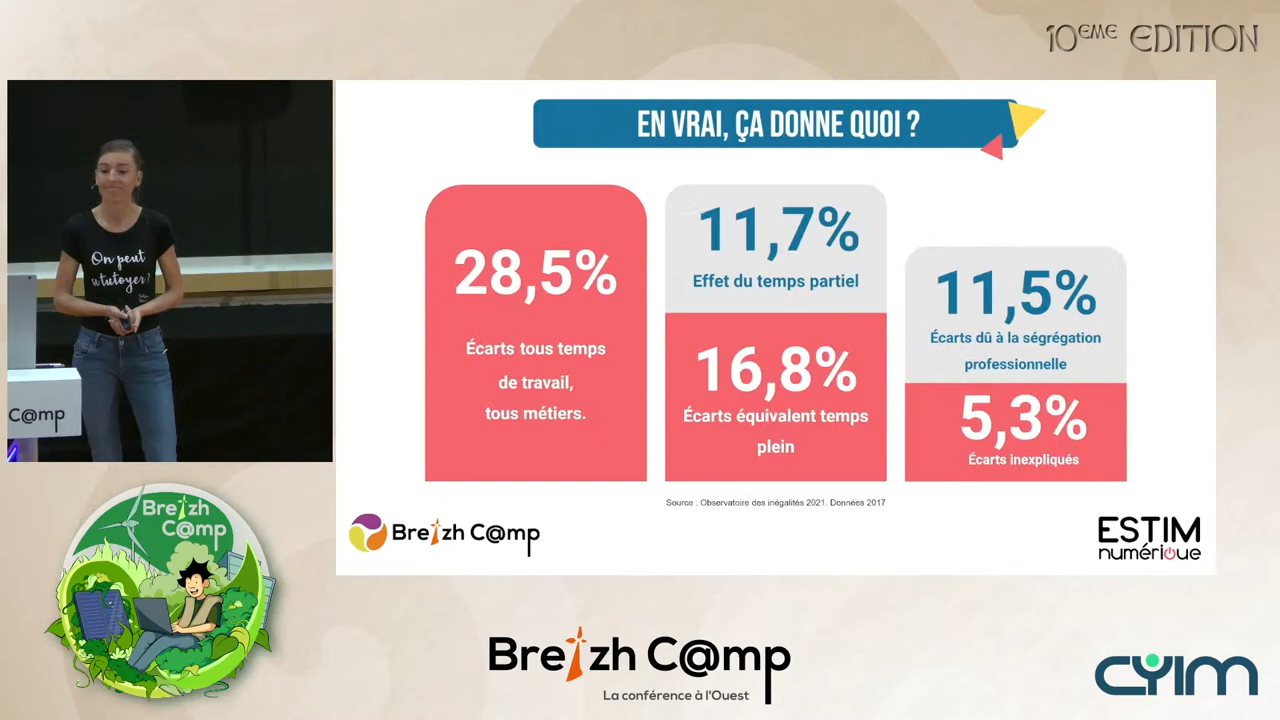 10EME EDITION
EN VRAI, ÇA DONNE QUOI ?
28,5%
Écarts tous temps
de travail,
tous métiers.
11,7%
Effet du temps partiel
16,8%
Écarts équivalent temps
plein
11,5%
Écarts dû à la ségrégation
professionnelle
5,3%
Écarts inexpliqués
Source : Observatoire des inégalités 2021. Données 2017
Breizh C@mp
ESTIM
numérique
On peut
se tutoyer !
C@mp
Breizh
C@mp
Breizh C@mp
La conférence à l'Ouest
CYIM